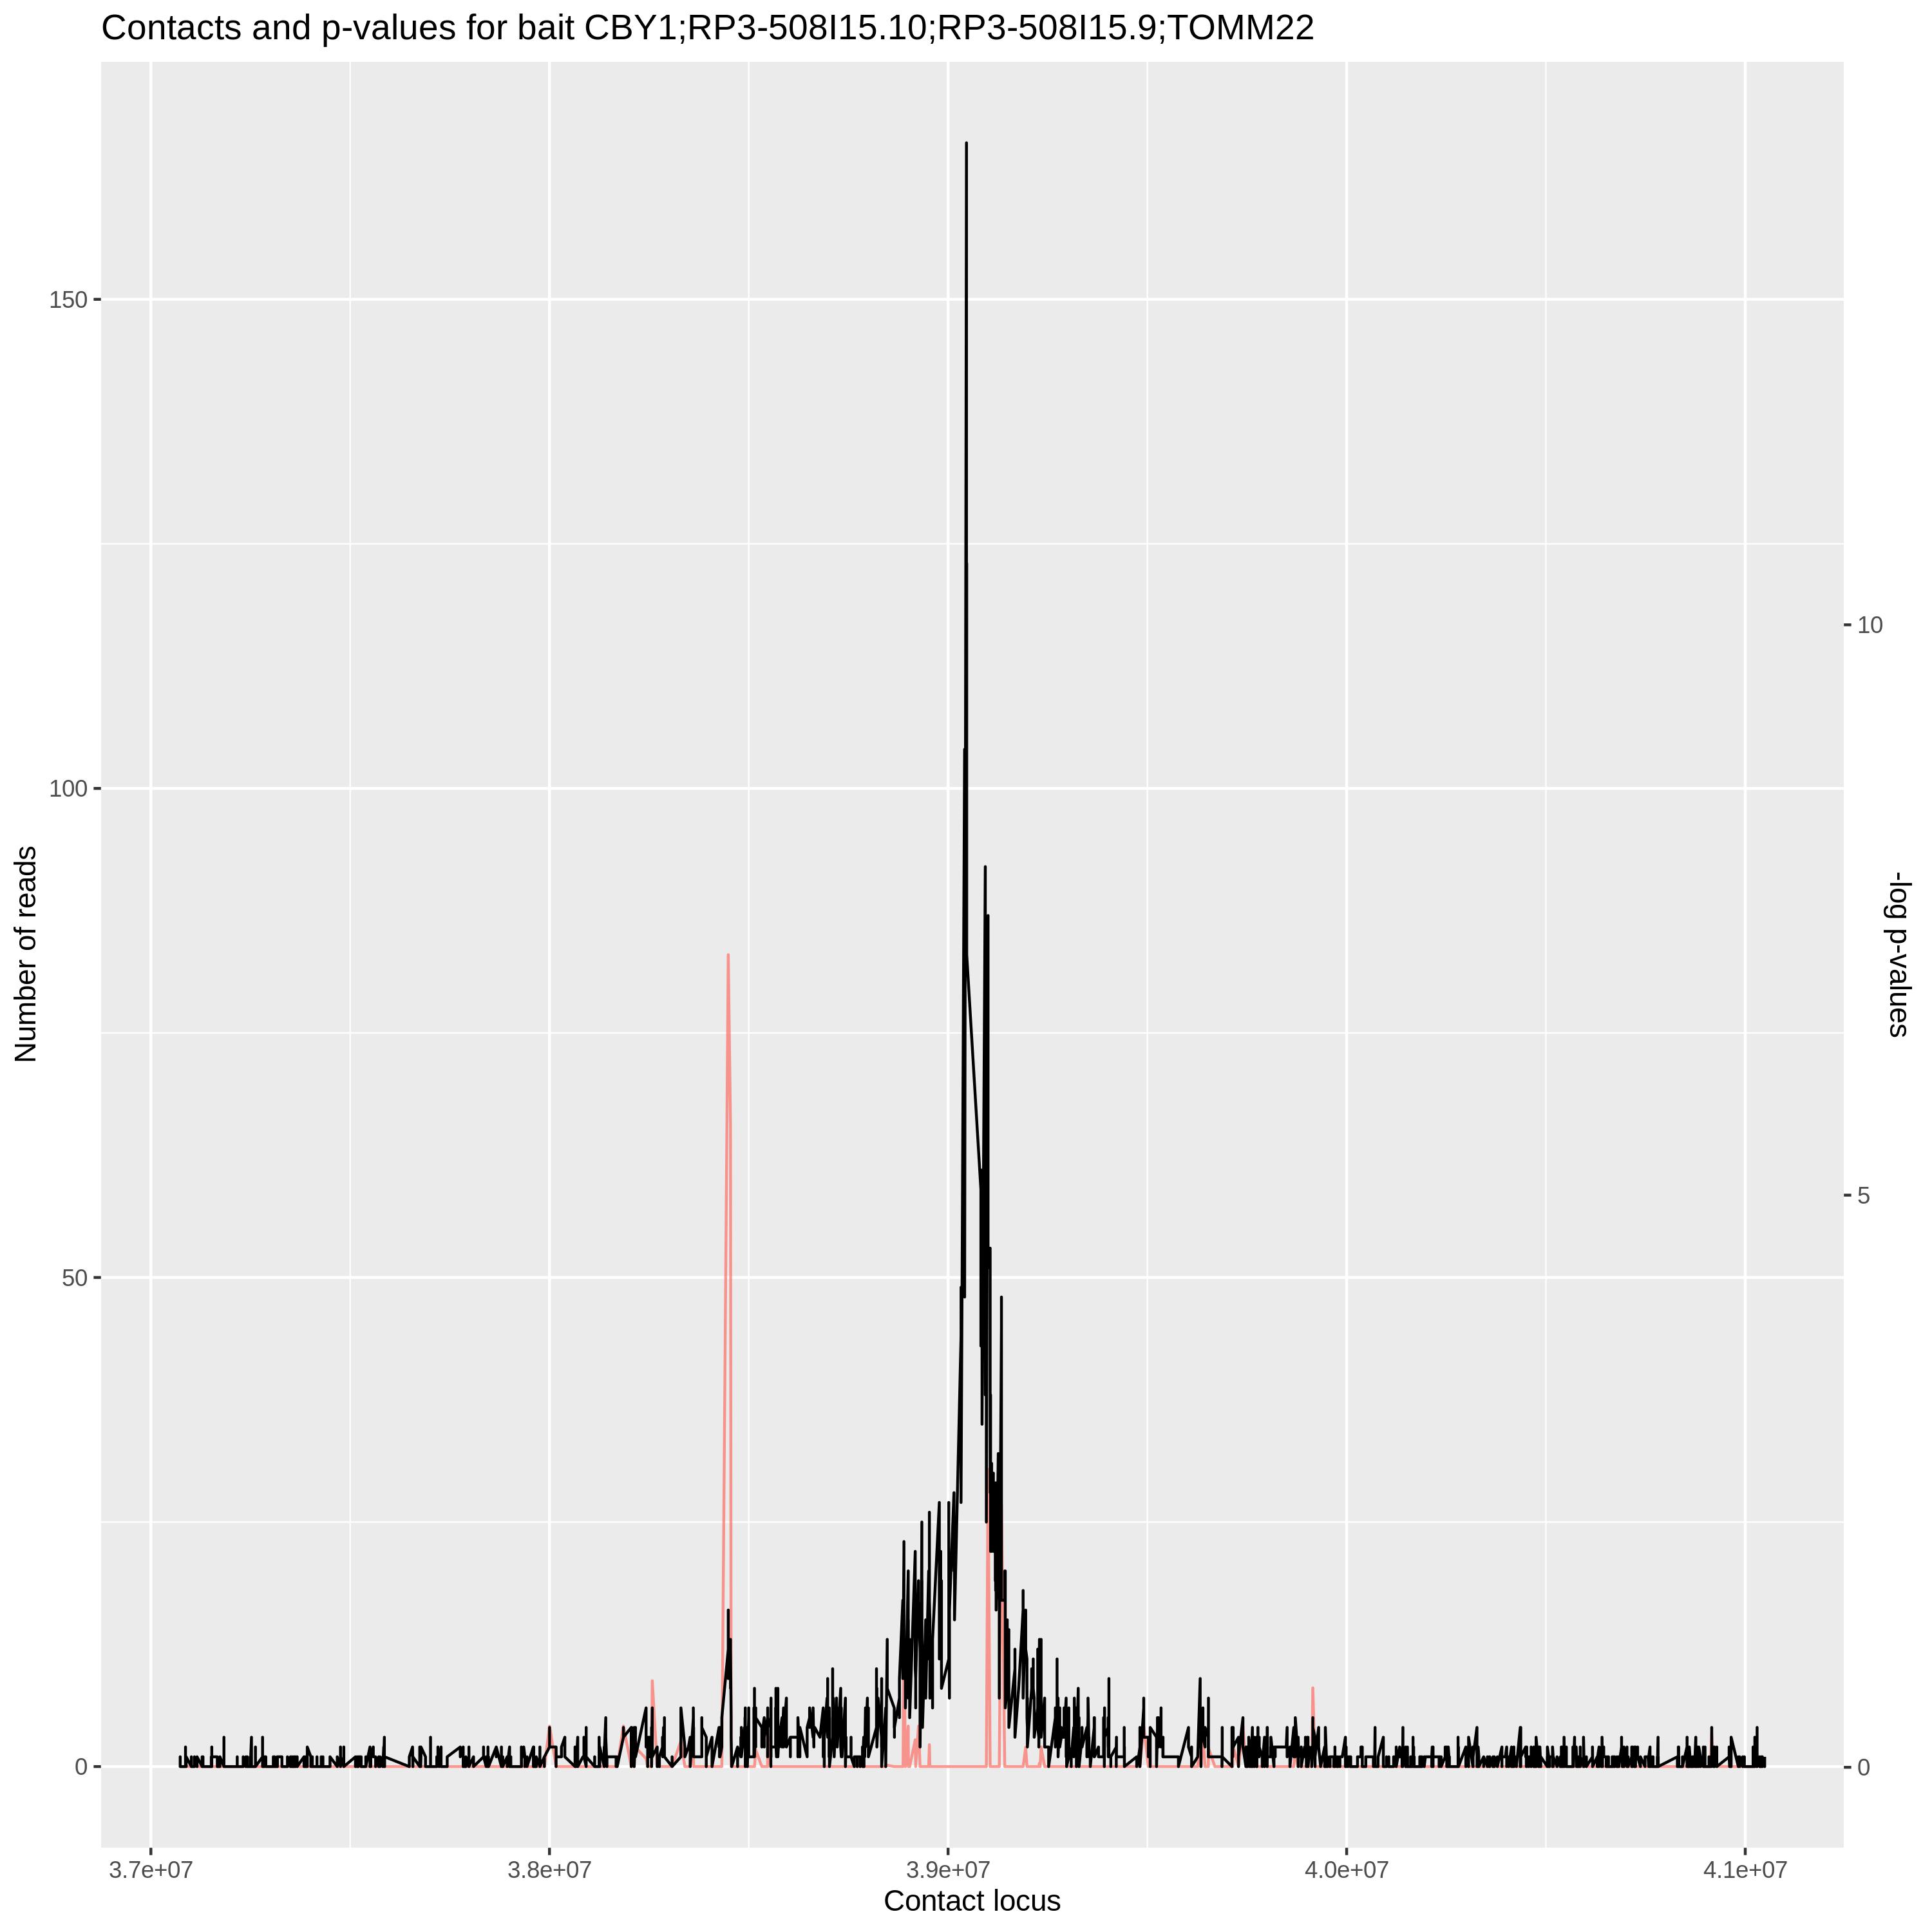 Contacts and p-values for bait CBY1;RP3-508I15.10;RP3-508I15.9;TOMM22
150
100
50
0
Number of reads
10
5
0
-log p-values
3.7e+07
3.8e+07
3.9e+07
4.0e+07
4.1e+07
Contact locus